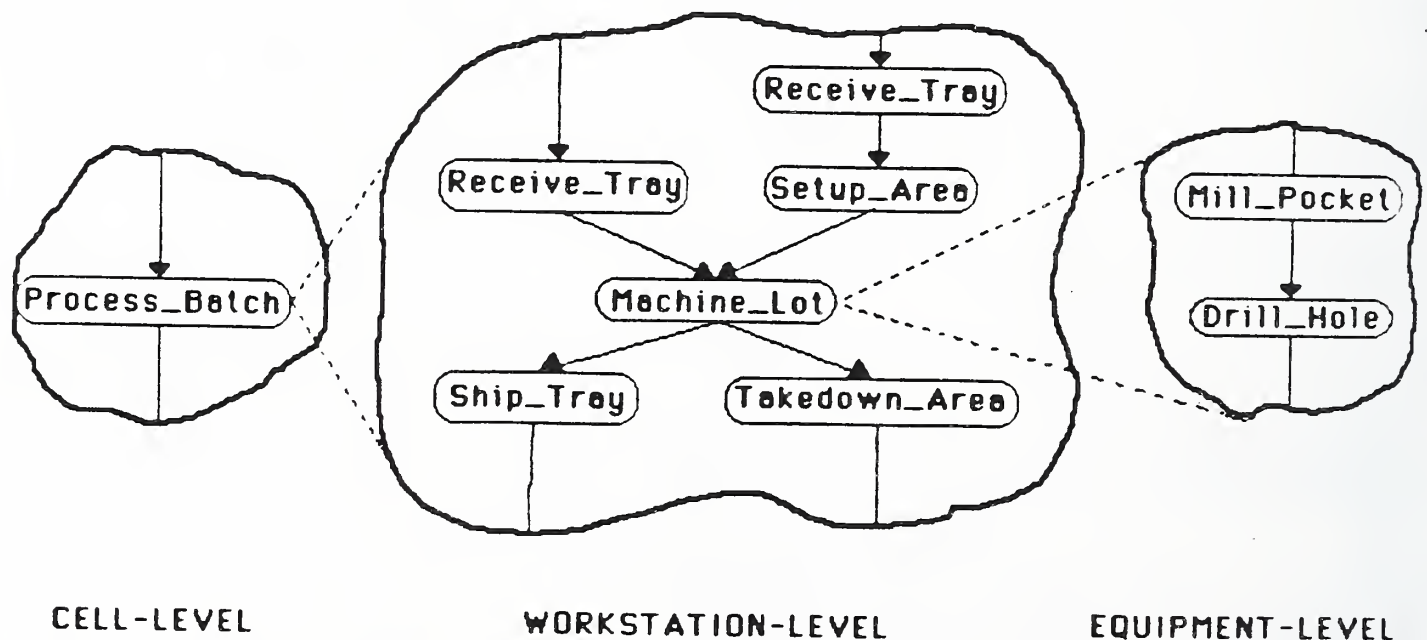 Receive_Tray
Receive_Tray
Setup_Area
Mill_Pocket
Process_Batch
Machine_Lot
Drill_Hole
Ship_Tray
Takedown_Area
CELL-LEVEL
WORKSTATION-LEVEL
EQUIPMENT-LEVEL